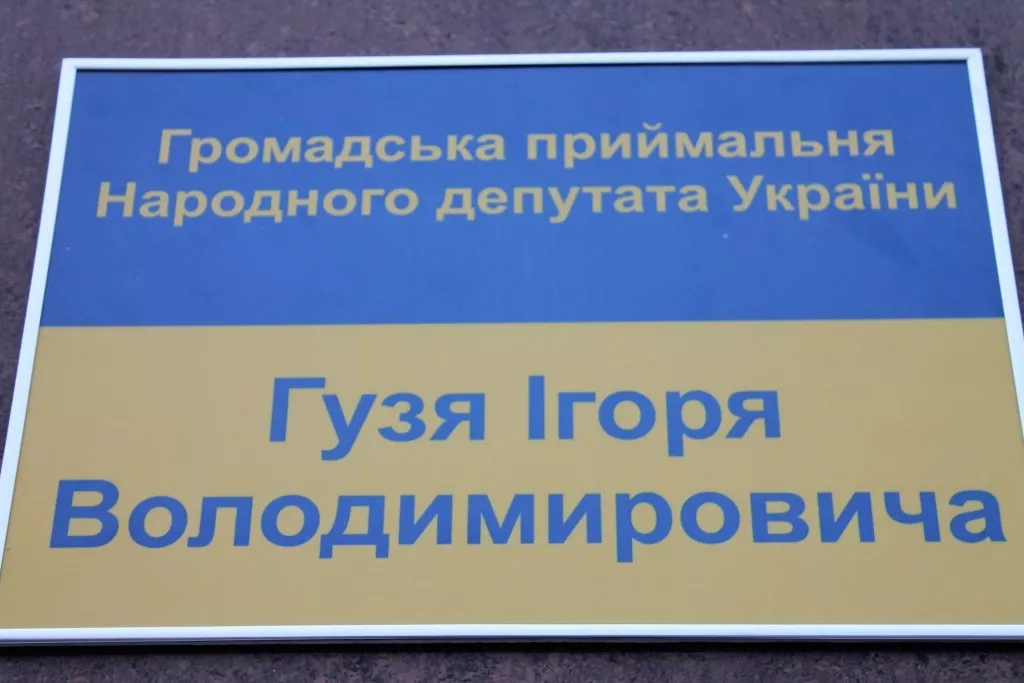 Громадська приймальня
Народного депутата України
Гузя Ігоря
Володимировича